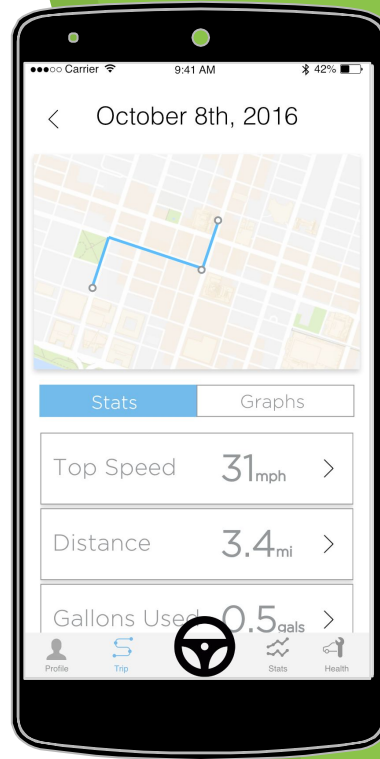 Carrier 9:41 AM 42%
October 8th, 2016
Stats Graphs
Top Speed 31mph
Distance 3.4mi
Gallons Used 0.5gals
Profile Trip Stats Health